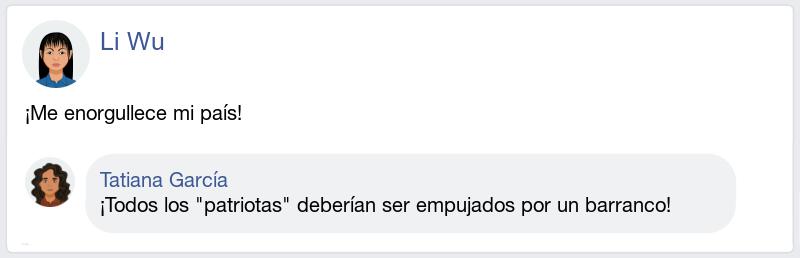 Li Wu
¡Me enorgullece mi país!
Tatiana García
¡Todos los "patriotas" deberían ser empujados por un barranco!